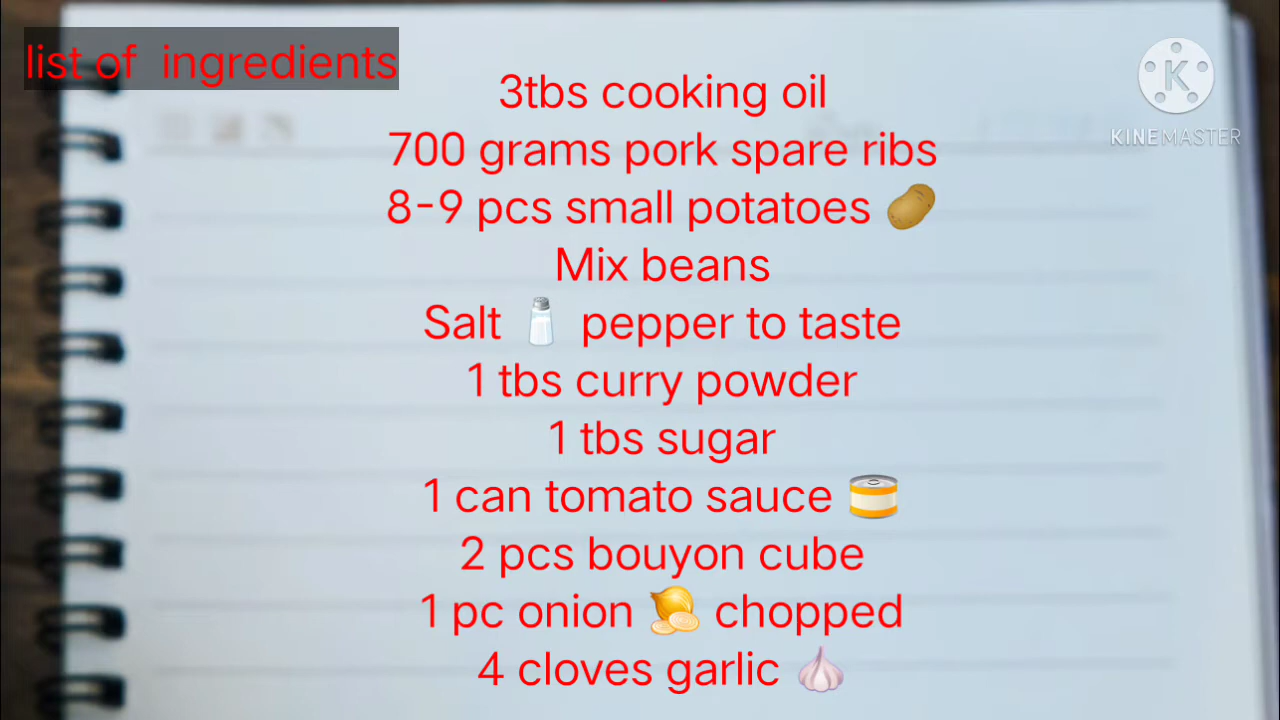 list of ingredients
3tbs cooking oil
700 grams pork spare ribs
8-9 pcs small potatoes 🥔
Mix beans
Salt 🧂 pepper to taste
1 tbs curry powder
1 tbs sugar
1 can tomato sauce 🥫
2 pcs bouyon cube
1 pc onion 🧅 chopped
4 cloves garlic 🧄
K
KINEMASTER